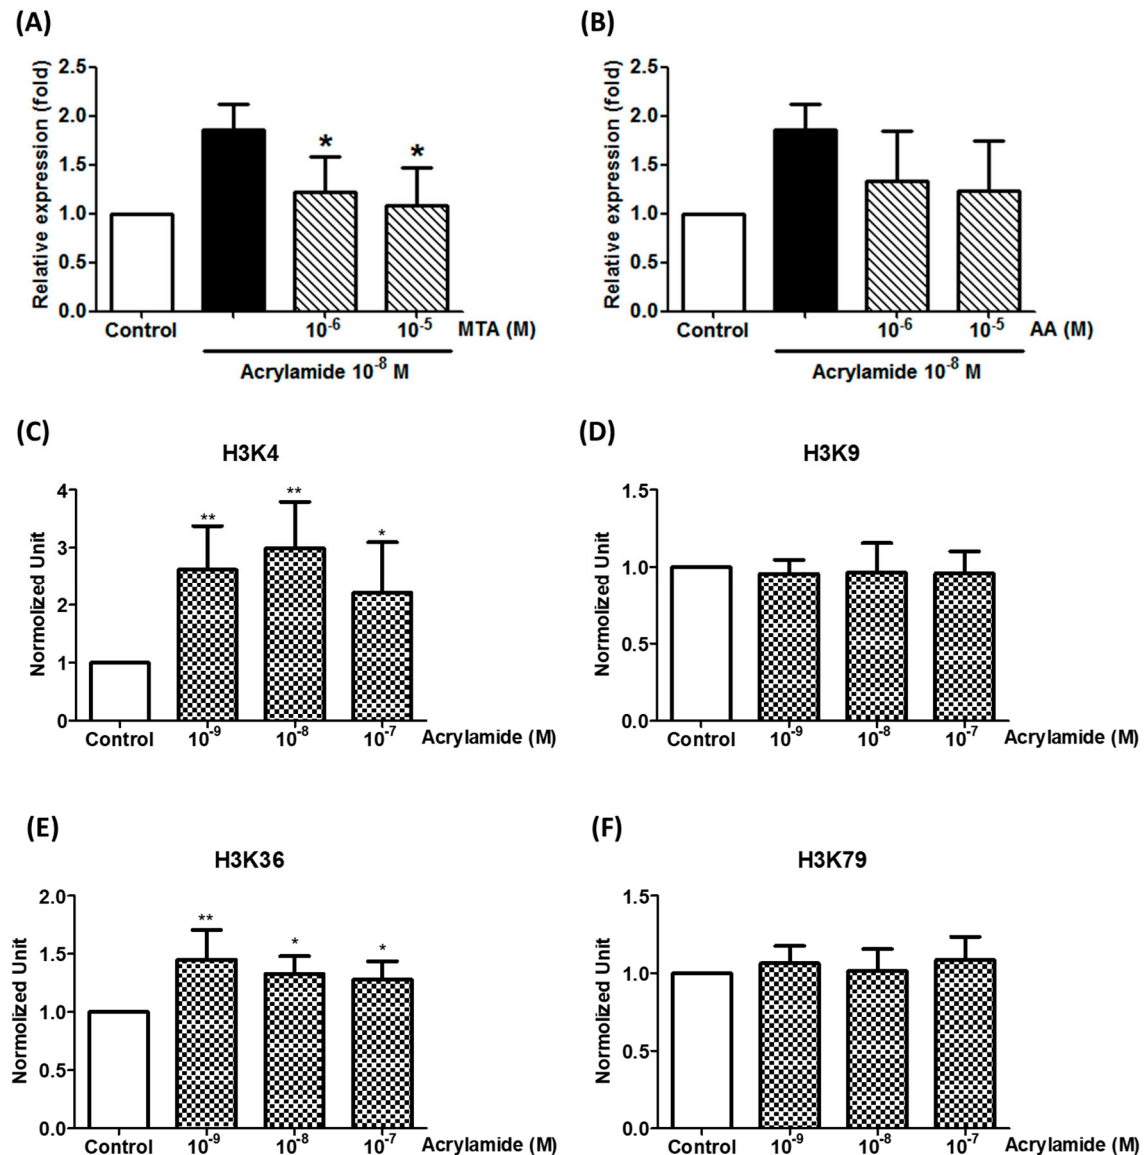 (A)
Relative expression (fold)
2.5
2.0
1.5
1.0
0.5
0.0
* *
Control 10-6 10-5 MTA (M)
Acrylamide 10-8 M
(B)
Relative expression (fold)
2.5
2.0
1.5
1.0
0.5
0.0
Control 10-6 10-5 AA (M)
Acrylamide 10-8 M
(C)
H3K4
Normolized Unit
4
3
2
1
0
** ** *
Control 10-9 10-8 10-7 Acrylamide (M)
(D)
H3K9
Normolized Unit
1.5
1.0
0.5
0.0
Control 10-9 10-8 10-7 Acrylamide (M)
(E)
H3K36
Normolized Unit
2.0
1.5
1.0
0.5
0.0
** * *
Control 10-9 10-8 10-7 Acrylamide (M)
(F)
H3K79
Normolized Unit
1.5
1.0
0.5
0.0
Control 10-9 10-8 10-7 Acrylamide (M)